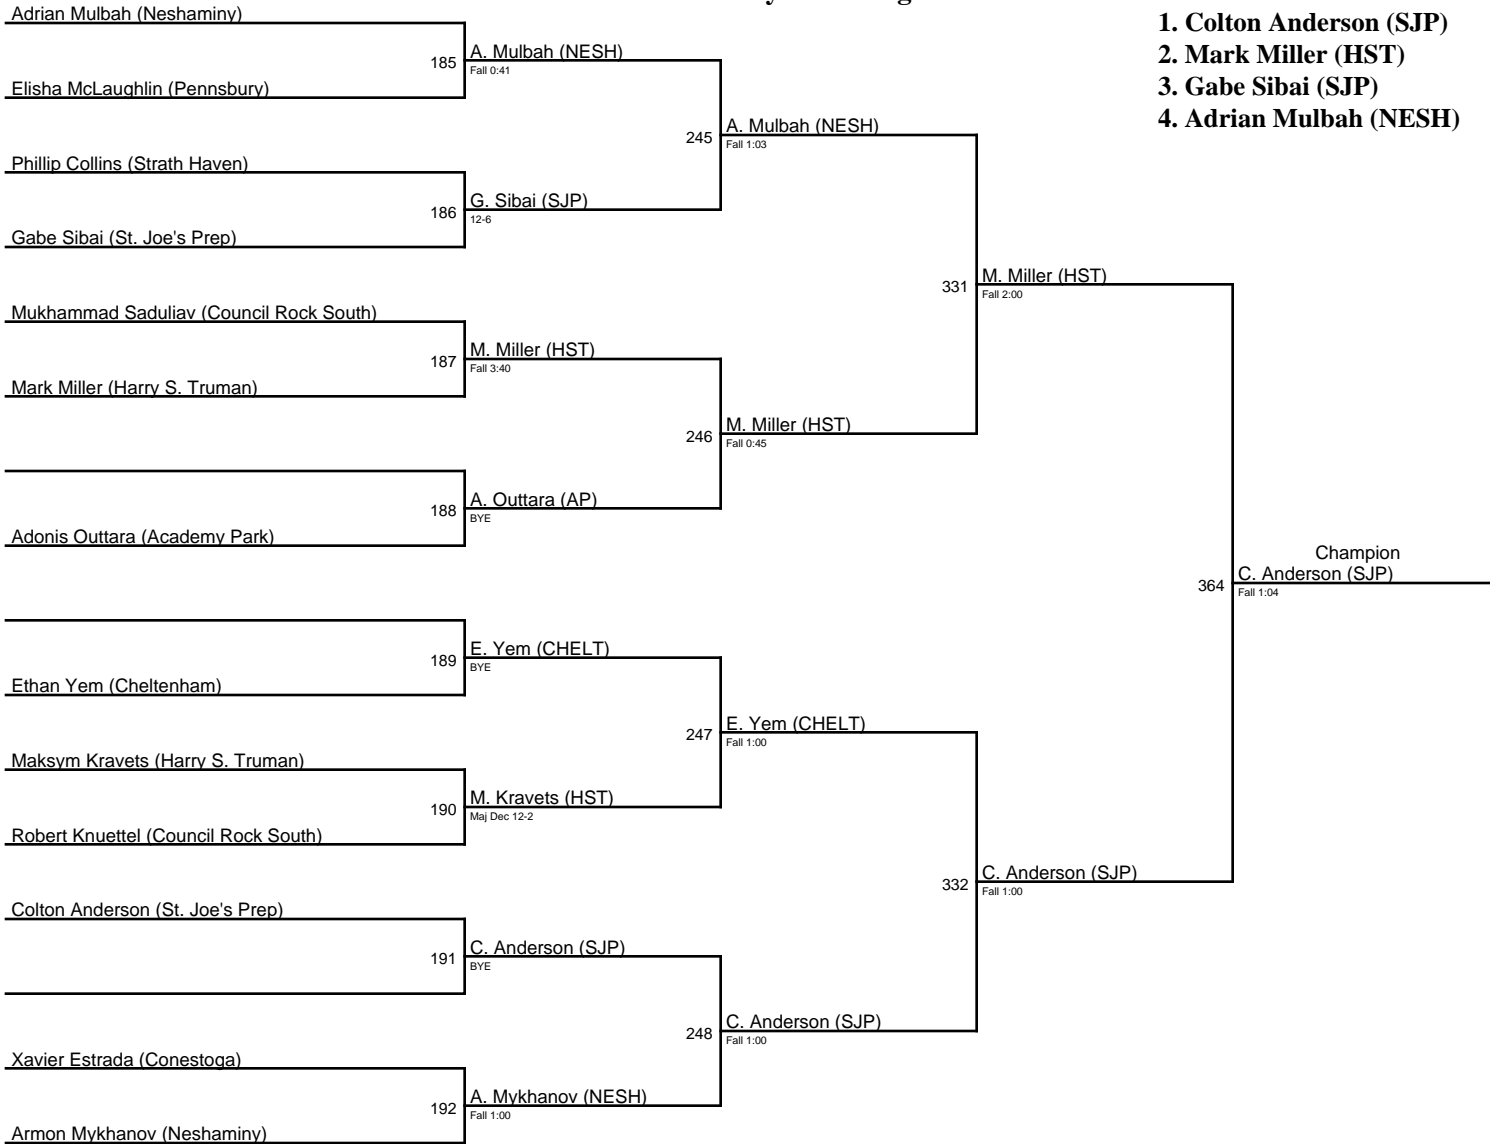 1. Colton Anderson (SJP)
2. Mark Miller (HST)
3. Gabe Sibai (SJP)
4. Adrian Mulbah (NESH)
Adrian Mulbah (Neshaminy)
185
A. Mulbah (NESH)
Fall 0:41
Elisha McLaughlin (Pennsbury)
245
A. Mulbah (NESH)
Fall 1:03
Phillip Collins (Strath Haven)
186
G. Sibai (SJP)
12-6
Gabe Sibai (St. Joe's Prep)
331
M. Miller (HST)
Fall 2:00
Mukhammad Saduliav (Council Rock South)
187
M. Miller (HST)
Fall 3:40
Mark Miller (Harry S. Truman)
246
M. Miller (HST)
Fall 0:45
188
A. Outtara (AP)
BYE
Adonis Outtara (Academy Park)
Champion
364
C. Anderson (SJP)
Fall 1:04
189
E. Yem (CHELT)
BYE
Ethan Yem (Cheltenham)
247
E. Yem (CHELT)
Fall 1:00
Maksym Kravets (Harry S. Truman)
190
M. Kravets (HST)
Maj Dec 12-2
Robert Knuettel (Council Rock South)
332
C. Anderson (SJP)
Fall 1:00
Colton Anderson (St. Joe's Prep)
191
C. Anderson (SJP)
BYE
248
C. Anderson (SJP)
Fall 1:00
Xavier Estrada (Conestoga)
192
A. Mykhanov (NESH)
Fall 1:00
Armon Mykhanov (Neshaminy)